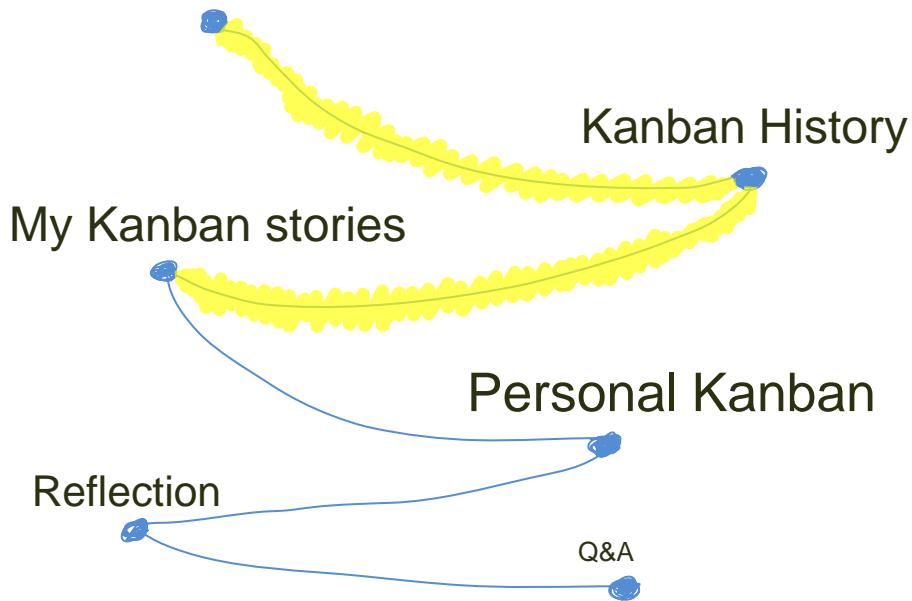 Kanban History
My Kanban stories
Personal Kanban
Reflection
Q&A